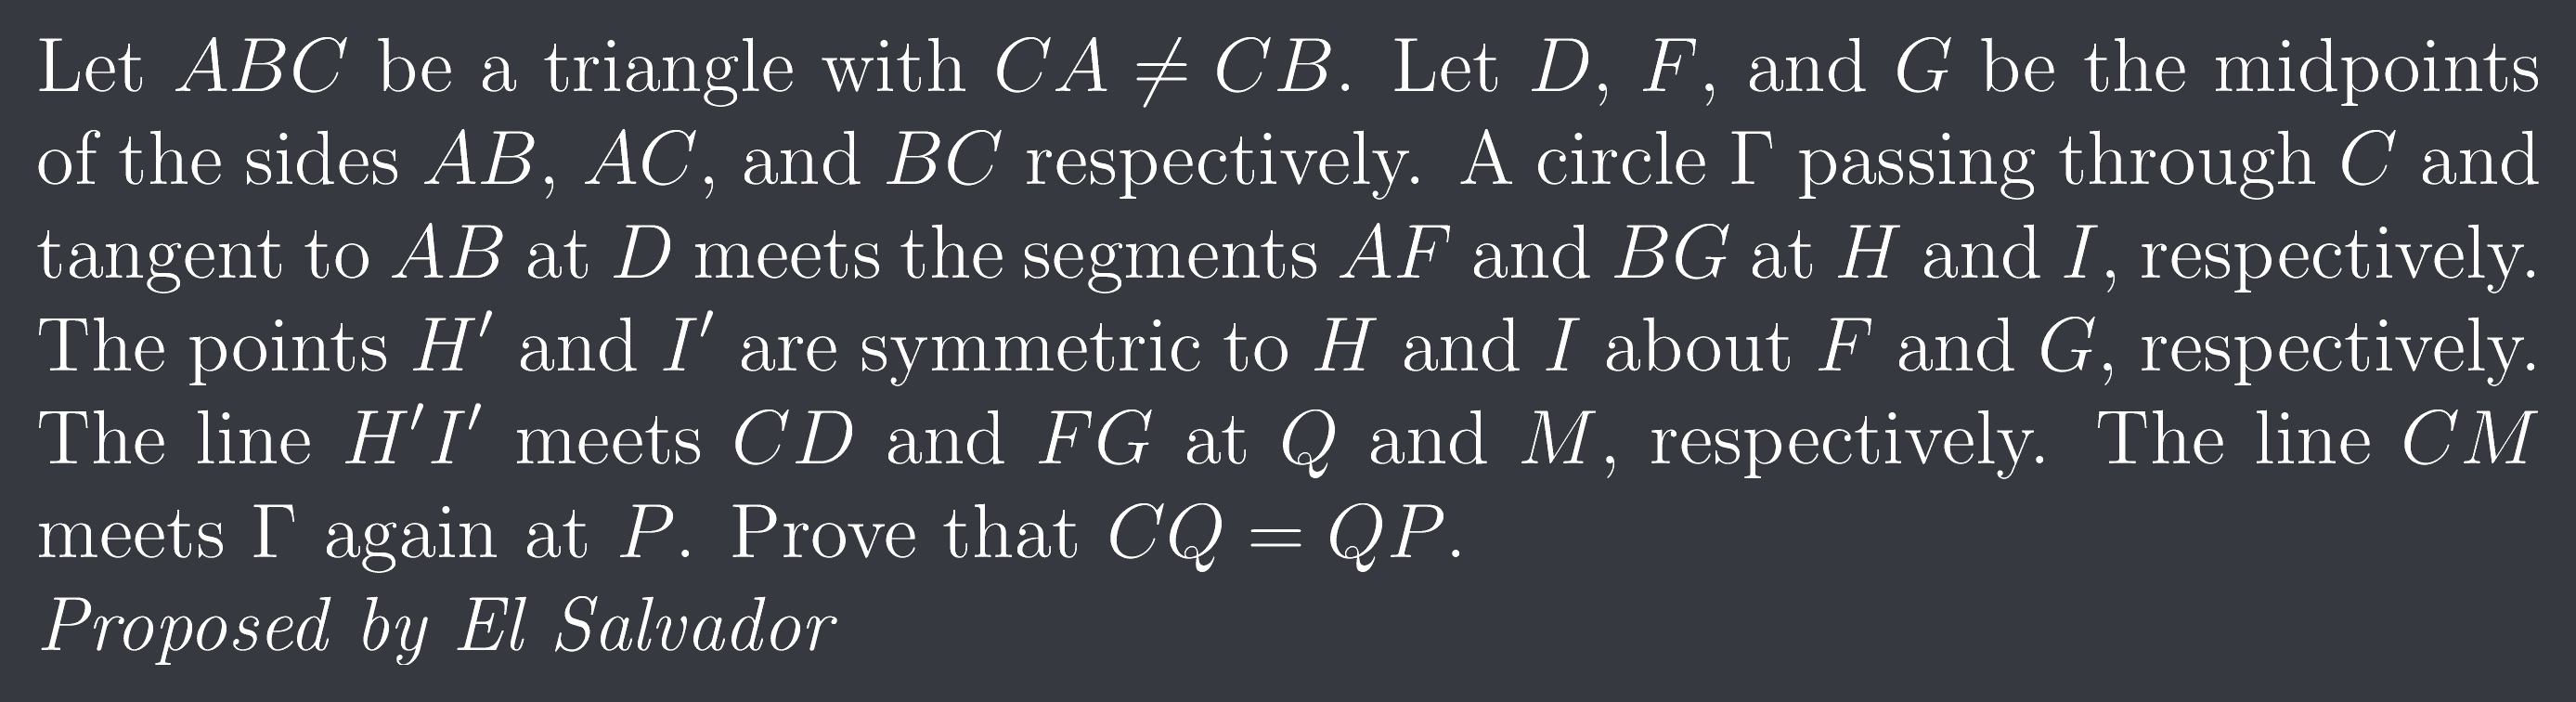 Let ABC be a triangle with CA ≠ CB. Let D, F, and G be the midpoints
of the sides AB, AC, and BC respectively. A circle Γ passing through C and
tangent to AB at D meets the segments AF and BG at H and I, respectively.
The points H′ and I′ are symmetric to H and I about F and G, respectively.
The line H′I′ meets CD and FG at Q and M, respectively. The line CM
meets Γ again at P. Prove that CQ = QP.
Proposed by El Salvador